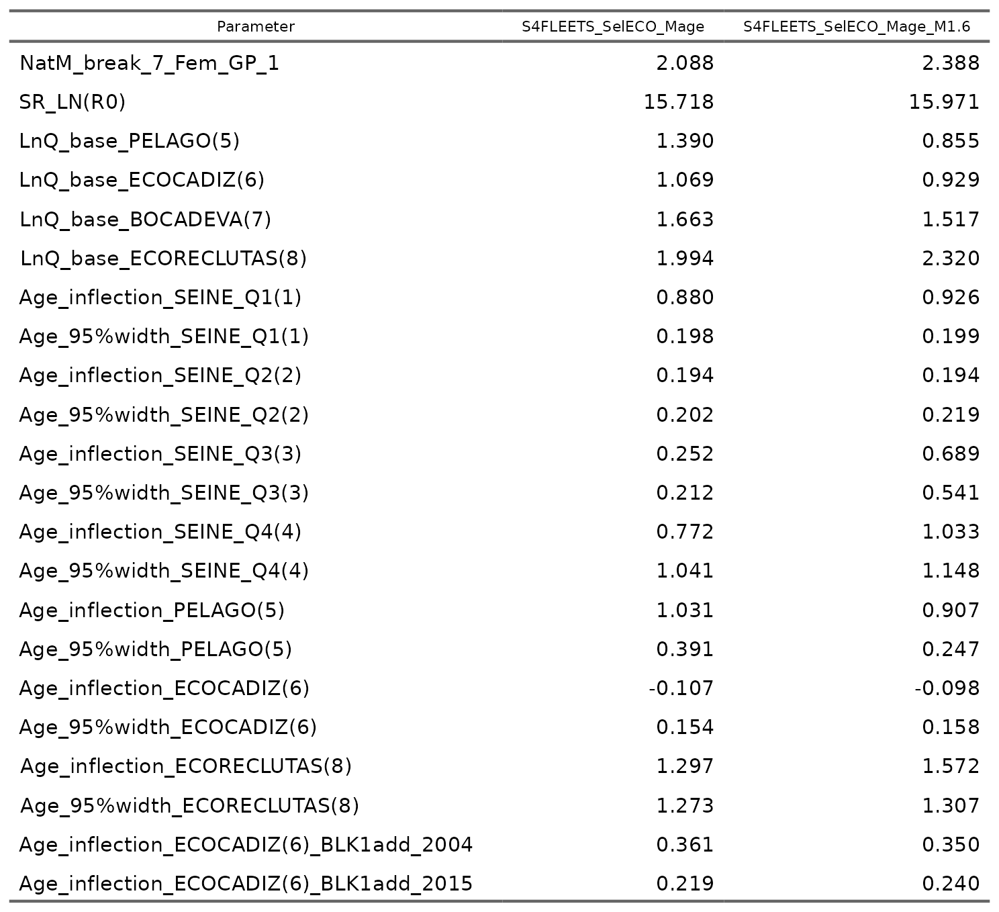 Parameter S4FLEETS_SelECO_Mage S4FLEETS_SelECO_Mage_M1.6
NatM_break_7_Fem_GP_1 2.088 2.388
SR_LN(R0) 15.718 15.971
LnQ_base_PELAGO(5) 1.390 0.855
LnQ_base_ECOCADIZ(6) 1.069 0.929
LnQ_base_BOCADEVA(7) 1.663 1.517
LnQ_base_ECORECLUTAS(8) 1.994 2.320
Age_inflection_SEINE_Q1(1) 0.880 0.926
Age_95%width_SEINE_Q1(1) 0.198 0.199
Age_inflection_SEINE_Q2(2) 0.194 0.194
Age_95%width_SEINE_Q2(2) 0.202 0.219
Age_inflection_SEINE_Q3(3) 0.252 0.689
Age_95%width_SEINE_Q3(3) 0.212 0.541
Age_inflection_SEINE_Q4(4) 0.772 1.033
Age_95%width_SEINE_Q4(4) 1.041 1.148
Age_inflection_PELAGO(5) 1.031 0.907
Age_95%width_PELAGO(5) 0.391 0.247
Age_inflection_ECOCADIZ(6) -0.107 -0.098
Age_95%width_ECOCADIZ(6) 0.154 0.158
Age_inflection_ECORECLUTAS(8) 1.297 1.572
Age_95%width_ECORECLUTAS(8) 1.273 1.307
Age_inflection_ECOCADIZ(6)_BLK1add_2004 0.361 0.350
Age_inflection_ECOCADIZ(6)_BLK1add_2015 0.219 0.240